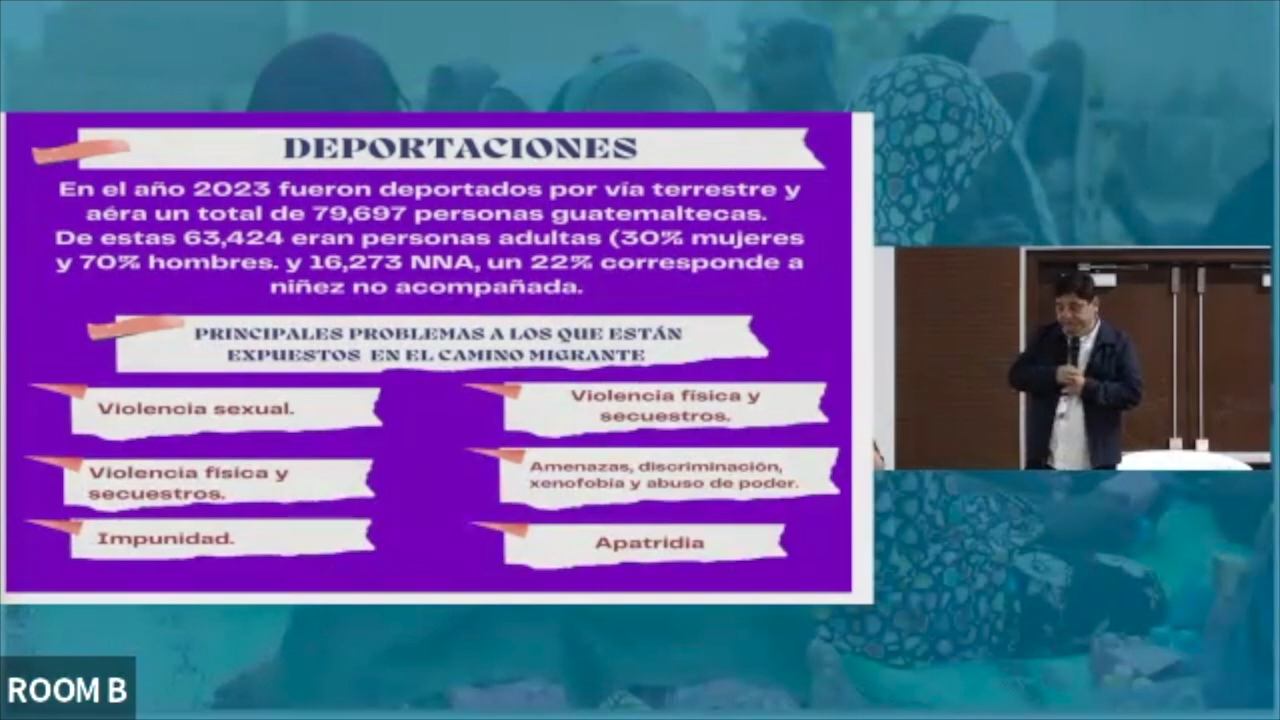 DEPORTACIONES
En el año 2023 fueron deportados por vía terrestre y
aéra un total de 79,697 personas guatemaltecas.
De estas 63,424 eran personas adultas (30% mujeres
y 70% hombres. y 16,273 NNA, un 22% corresponde a
niñez no acompañada.
PRINCIPALES PROBLEMAS A LOS QUE ESTÁN
EXPUESTOS EN EL CAMINO MIGRANTE
Violencia sexual.
Violencia física y
secuestros.
Violencia física y
secuestros.
Amenazas, discriminación,
xenofobia y abuso de poder.
Impunidad.
Apatridia
ROOM B